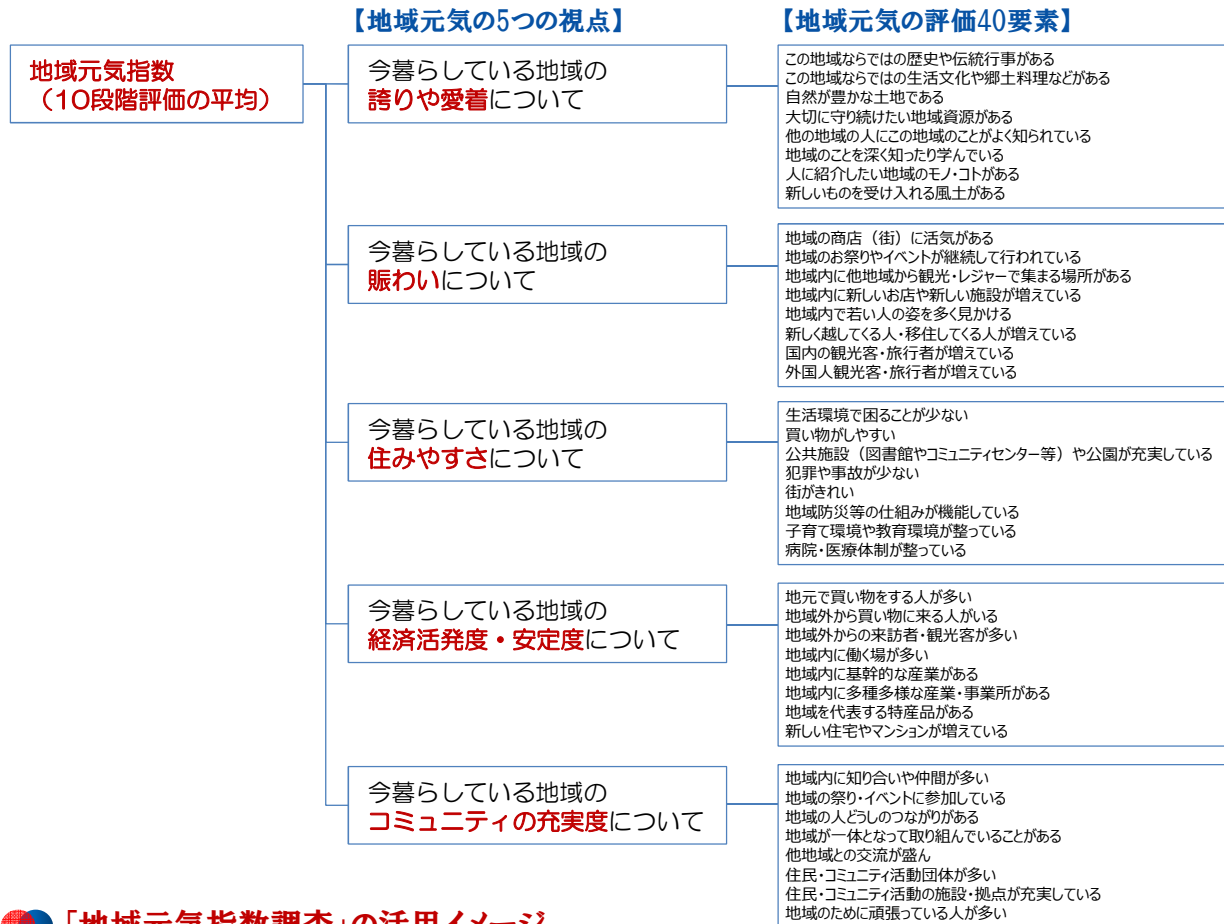 【地域元気の5つの視点】
【地域元気の評価40要素】
地域元気指数
（10段階評価の平均）
今暮らしている地域の
誇りや愛着について
この地域ならではの歴史や伝統行事がある
この地域ならではの生活文化や郷土料理などがある
自然が豊かな土地である
大切に守り続けたい地域資源がある
他の地域の人にこの地域のことがよく知られている
地域のことを深く知ったり学んでいる
人に紹介したい地域のモノ・コトがある
新しいものを受け入れる風土がある
今暮らしている地域の
賑わいについて
地域の商店（街）に活気がある
地域のお祭りやイベントが継続して行われている
地域内に他地域から観光・レジャーで集まる場所がある
地域内に新しいお店や新しい施設が増えている
地域内で若い人の姿を多く見かける
新しく越してくる人・移住してくる人が増えている
国内の観光客・旅行者が増えている
外国人観光客・旅行者が増えている
今暮らしている地域の
住みやすさについて
生活環境で困ることが少ない
買い物がしやすい
公共施設（図書館やコミュニティセンター等）や公園が充実している
犯罪や事故が少ない
街がきれい
地域防災等の仕組みが機能している
子育て環境や教育環境が整っている
病院・医療体制が整っている
今暮らしている地域の
経済活発度・安定度について
地元で買い物をする人が多い
地域外から買い物に来る人がいる
地域外からの来訪者・観光客が多い
地域内に働く場が多い
地域内に基幹的な産業がある
地域内に多種多様な産業・事業所がある
地域を代表する特産品がある
新しい住宅やマンションが増えている
今暮らしている地域の
コミュニティの充実度について
地域内に知り合いや仲間が多い
地域の祭り・イベントに参加している
地域の人どうしのつながりがある
地域が一体となって取り組んでいることがある
他地域との交流が盛ん
住民・コミュニティ活動団体が多い
住民・コミュニティ活動の施設・拠点が充実している
地域のために頑張っている人が多い
「地域元気指数調査」の活用イメージ